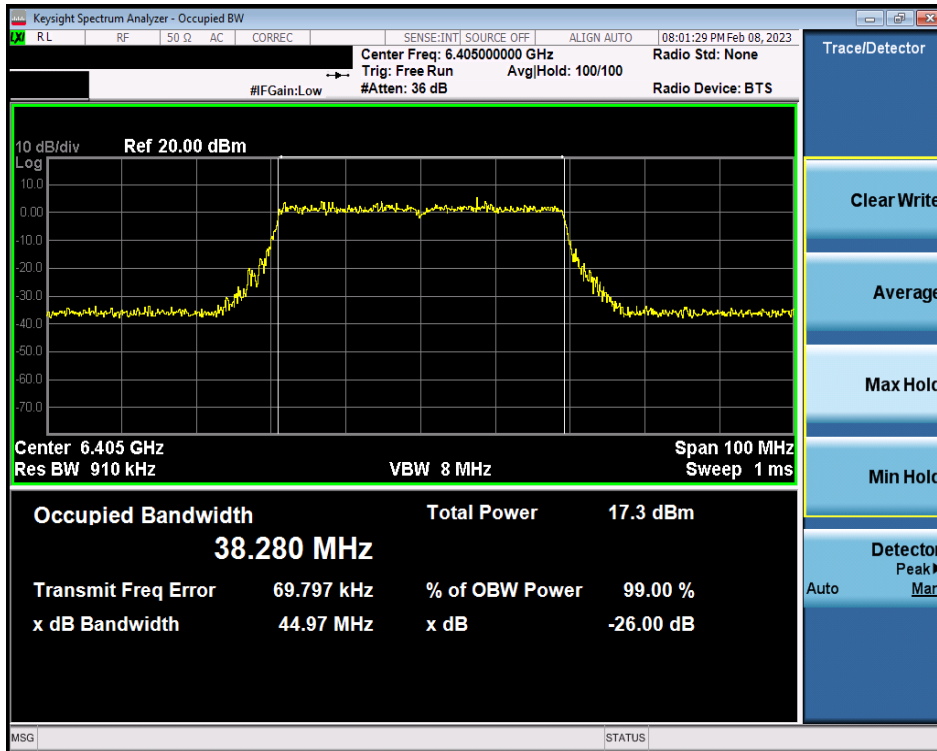 Keysight Spectrum Analyzer - Occupied BW
LXI RL RF 50 Ω AC CORREC SENSE:INT SOURCE OFF ALIGN AUTO 08:01:29 PM Feb 08, 2023
Center Freq: 6.405000000 GHz Radio Std: None
Trig: Free Run Avg|Hold: 100/100
#IFGain:Low #Atten: 36 dB Radio Device: BTS
10 dB/div Ref 20.00 dBm
Log
10.0
0.00
-10.0
-20.0
-30.0
-40.0
-50.0
-60.0
-70.0
Center 6.405 GHz Span 100 MHz
Res BW 910 kHz VBW 8 MHz Sweep 1 ms
Occupied Bandwidth Total Power 17.3 dBm
38.280 MHz
Transmit Freq Error 69.797 kHz % of OBW Power 99.00 %
x dB Bandwidth 44.97 MHz x dB -26.00 dB
MSG STATUS
Trace/Detector
Clear Write
Average
Max Hold
Min Hold
Detector
Peak
Auto Man